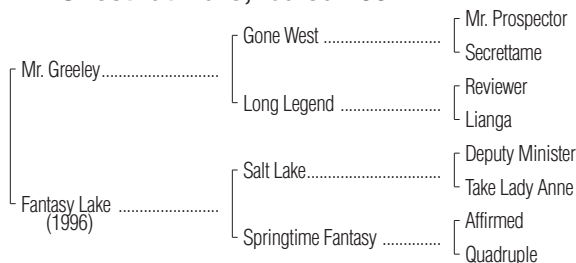 Mr. Prospector
Gone West
Secrettame
Mr. Greeley
Reviewer
Long Legend
Lianga
Deputy Minister
Salt Lake
Take Lady Anne
Fantasy Lake
(1996)
Affirmed
Springtime Fantasy
Quadruple